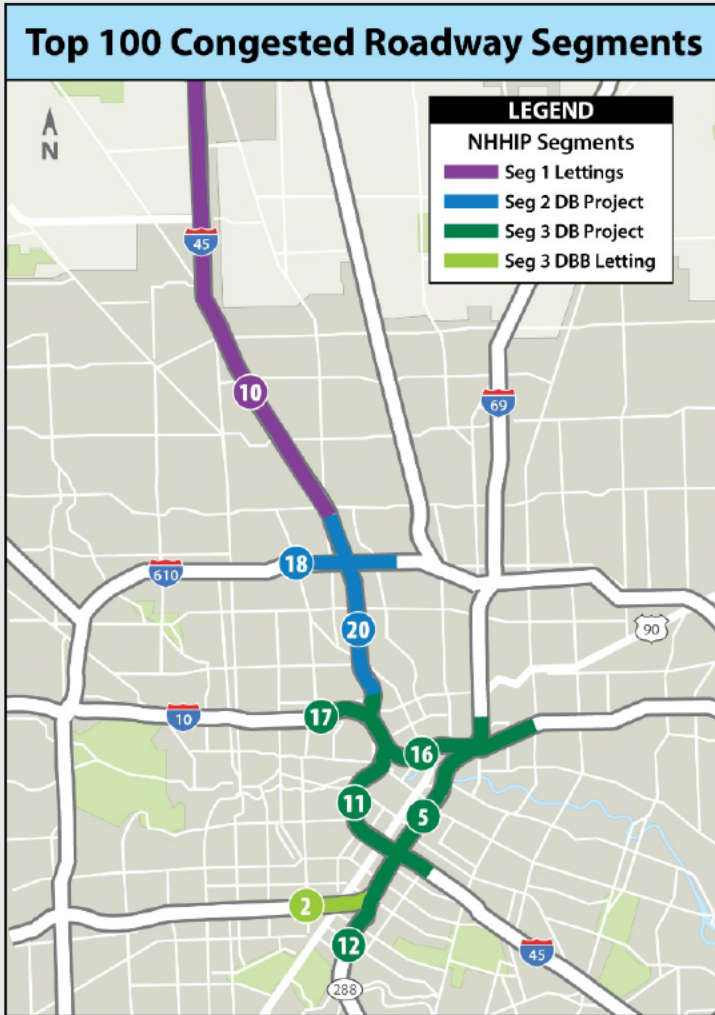 Top 100 Congested Roadway Segments
N
LEGEND
NHHIP Segments
Seg 1 Lettings
Seg 2 DB Project
Seg 3 DB Project
Seg 3 DBB Letting
45
10
69
18
610
20
90
17
10
16
11
5
2
12
45
288